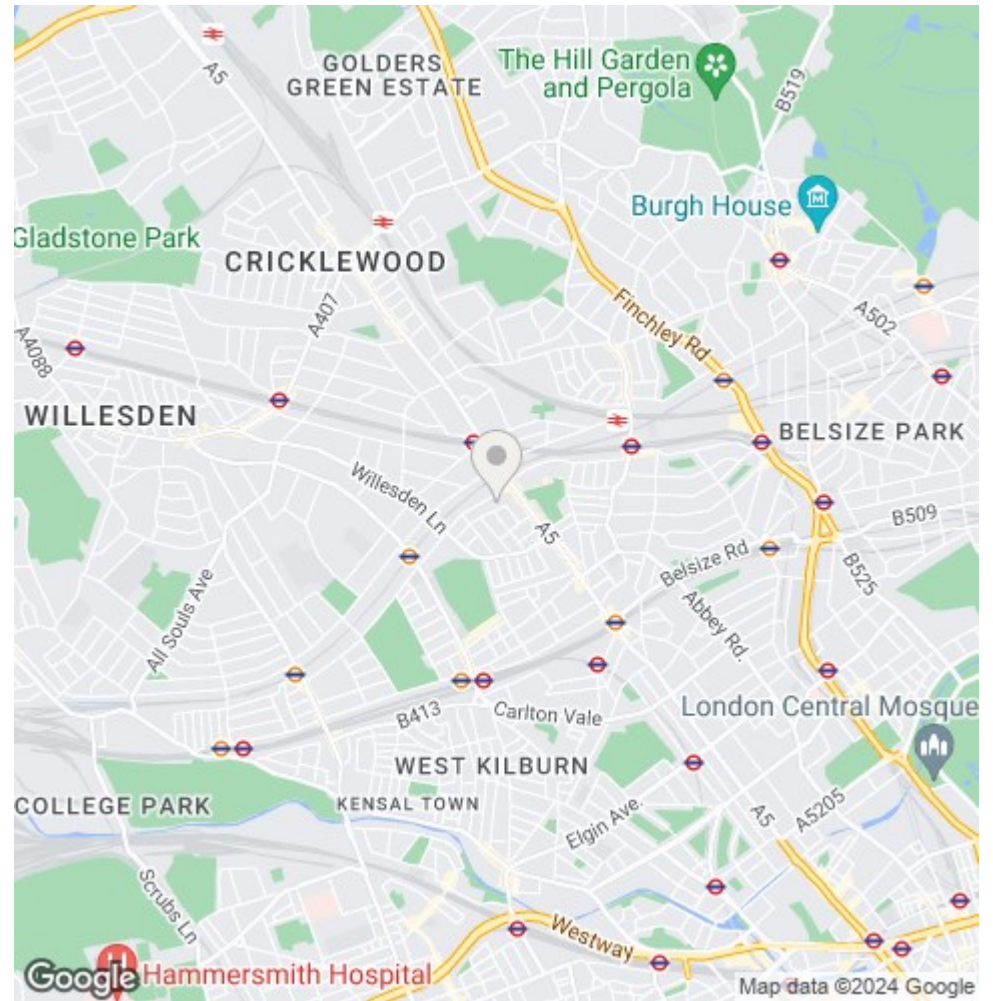 A5
GOLDERS
GREEN ESTATE
The Hill Garden
and Pergola
B519
Burgh House
Gladstone Park
CRICKLEWOOD
A407
Finchley Rd
A502
A4088
WILLESDEN
BELSIZE PARK
Willesden Ln
A5
B509
Belsize Rd
B525
All Souls Ave
Abbey Rd.
London Central Mosque
B413
Carlton Vale
WEST KILBURN
COLLEGE PARK
KENSAL TOWN
Elgin Ave.
A5
A5205
Scrubs Ln
Westway
Google
H
Hammersmith Hospital
Map data ©2024 Google